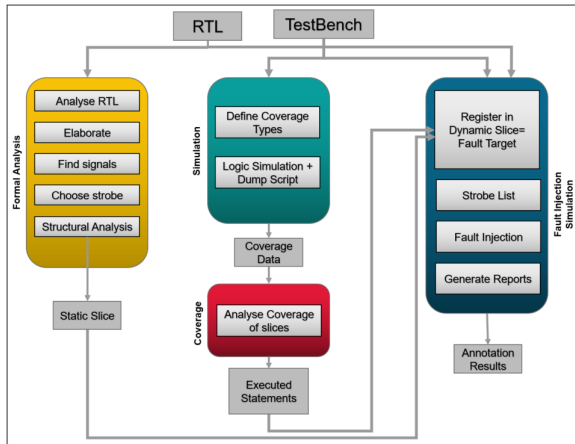 RTL
TestBench
Formal Analysis
Analyse RTL
Elaborate
Find signals
Choose strobe
Structural Analysis
Static Slice
Simulation
Define Coverage
Types
Logic Simulation +
Dump Script
Coverage
Data
Coverage
Analyse Coverage
of slices
Executed
Statements
Register in
Dynamic Slice=
Fault Target
Strobe List
Fault Injection
Generate Reports
Fault Injection
Simulation
Annotation
Results